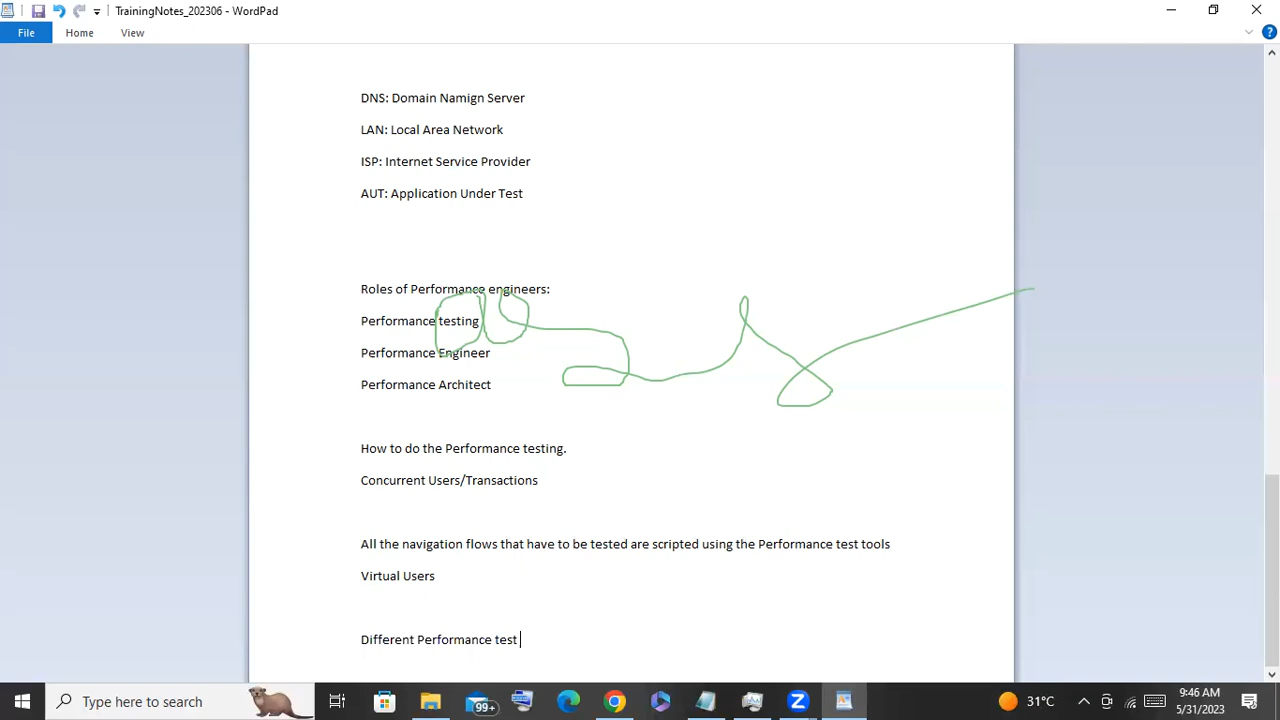 TrainingNotes_202306 - WordPad
File Home View
DNS: Domain Namign Server
LAN: Local Area Network
ISP: Internet Service Provider
AUT: Application Under Test
Roles of Performance engineers:
Performance testing
Performance Engineer
Performance Architect
How to do the Performance testing.
Concurrent Users/Transactions
All the navigation flows that have to be tested are scripted using the Performance test tools
Virtual Users
Different Performance test
Type here to search
99+
31°C
9:46 AM
5/31/2023